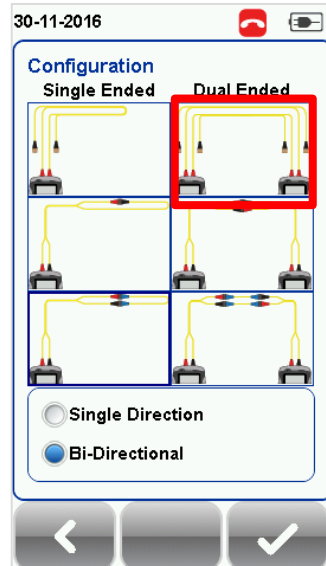 30-11-2016
Configuration
Single Ended Dual Ended
Single Direction
Bi-Directional